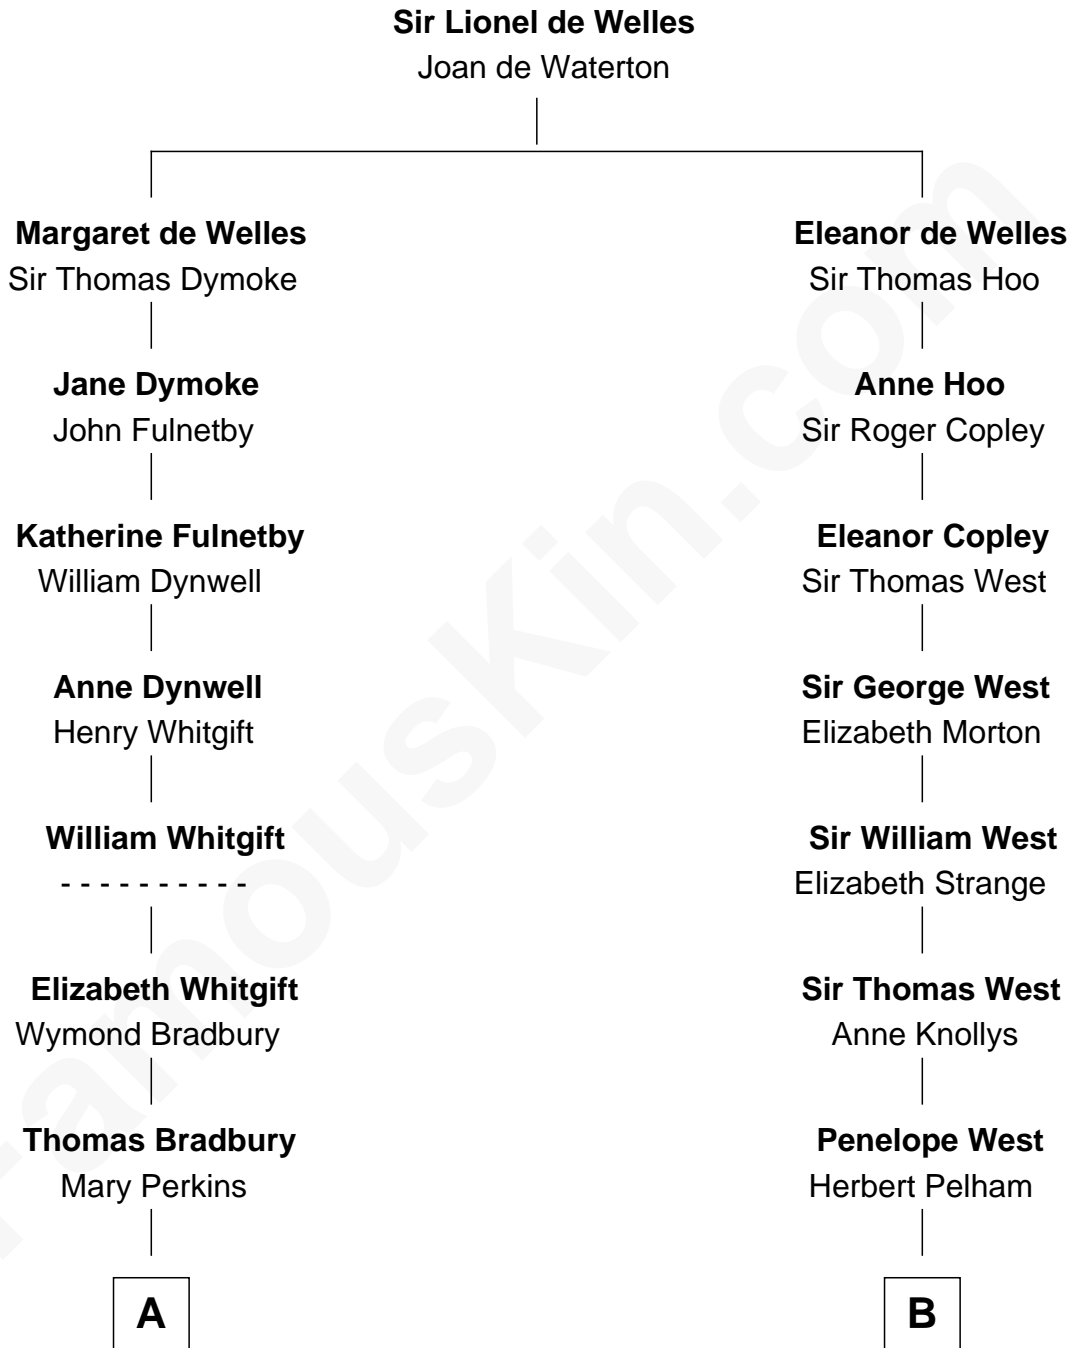 Sir Lionel de Welles
Joan de Waterton
Margaret de Welles
Sir Thomas Dymoke
Eleanor de Welles
Sir Thomas Hoo
Jane Dymoke
John Fulnetby
Anne Hoo
Sir Roger Copley
Katherine Fulnetby
William Dynwell
Eleanor Copley
Sir Thomas West
Anne Dynwell
Henry Whitgift
Sir George West
Elizabeth Morton
William Whitgift
- - - - - - - - - -
Sir William West
Elizabeth Strange
Elizabeth Whitgift
Wymond Bradbury
Sir Thomas West
Anne Knollys
Thomas Bradbury
Mary Perkins
Penelope West
Herbert Pelham
A
B
FamousKin.com